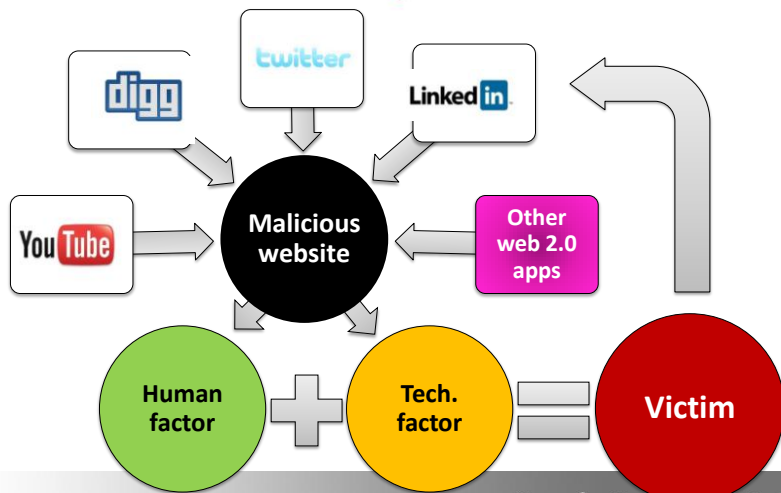 twitter
digg
Linked in
YouTube
Malicious
website
Other
web 2.0
apps
Human
factor
Tech.
factor
Victim